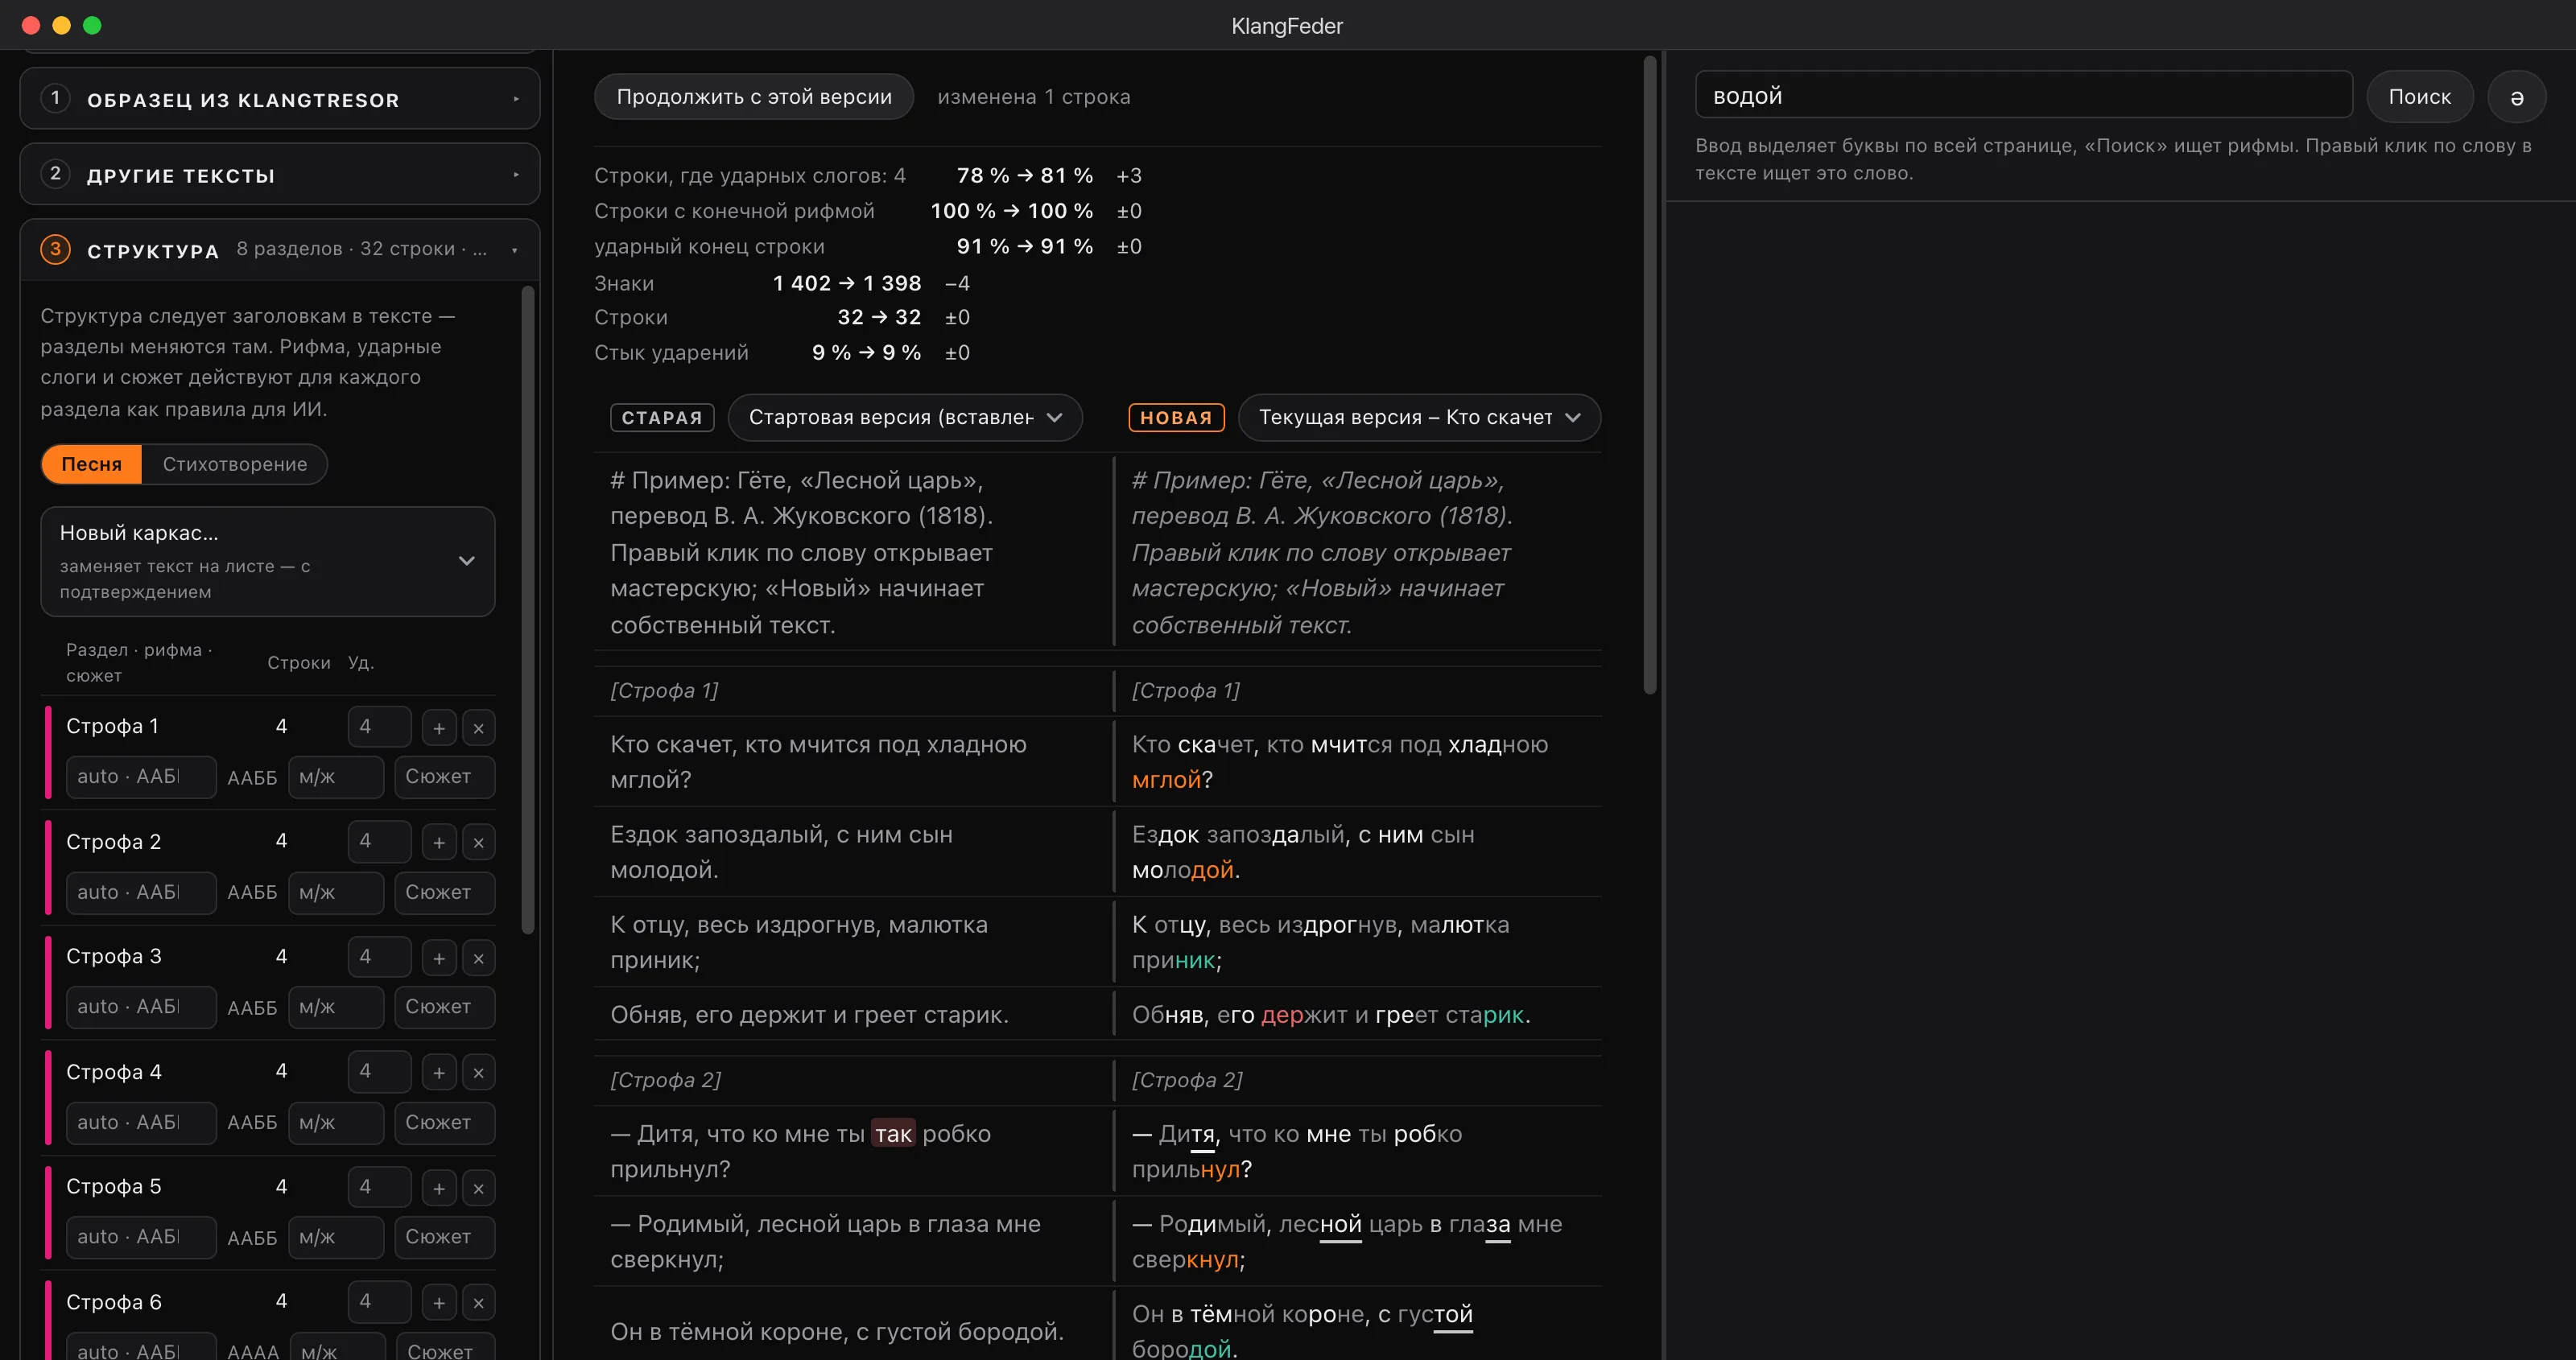 KlangFeder
1 ОБРАЗЕЦ ИЗ KLANGTRESOR
2 ДРУГИЕ ТЕКСТЫ
3 СТРУКТУРА 8 разделов · 32 строки · ...
Структура следует заголовкам в тексте —
разделы меняются там. Рифма, ударные
слоги и сюжет действуют для каждого
раздела как правила для ИИ.
Песня Стихотворение
Новый каркас...
заменяет текст на листе — с
подтверждением
Раздел · рифма ·
сюжет
Строки Уд.
Строфа 1 4 4 + ×
auto · ААБ ААББ м/ж Сюжет
Строфа 2 4 4 + ×
auto · ААБ ААББ м/ж Сюжет
Строфа 3 4 4 + ×
auto · ААБ ААББ м/ж Сюжет
Строфа 4 4 4 + ×
auto · ААБ ААББ м/ж Сюжет
Строфа 5 4 4 + ×
auto · ААБ ААББ м/ж Сюжет
Строфа 6 4 4 + ×
auto · ААБ АААА м/ж Сюжет
Продолжить с этой версии изменена 1 строка
Строки, где ударных слогов: 4 78 % → 81 % +3
Строки с конечной рифмой 100 % → 100 % ±0
ударный конец строки 91 % → 91 % ±0
Знаки 1 402 → 1 398 −4
Строки 32 → 32 ±0
Стык ударений 9 % → 9 % ±0
СТАРАЯ Стартовая версия (вставлен
# Пример: Гёте, «Лесной царь»,
перевод В. А. Жуковского (1818).
Правый клик по слову открывает
мастерскую; «Новый» начинает
собственный текст.
[Строфа 1]
Кто скачет, кто мчится под хладною
мглой?
Ездок запоздалый, с ним сын
молодой.
К отцу, весь издрогнув, малютка
приник;
Обняв, его держит и греет старик.
[Строфа 2]
— Дитя, что ко мне ты так робко
прильнул?
— Родимый, лесной царь в глаза мне
сверкнул;
Он в тёмной короне, с густой бородой.
НОВАЯ Текущая версия – Кто скачет
# Пример: Гёте, «Лесной царь»,
перевод В. А. Жуковского (1818).
Правый клик по слову открывает
мастерскую; «Новый» начинает
собственный текст.
[Строфа 1]
Кто скачет, кто мчится под хладною
мглой?
Ездок запоздалый, с ним сын
молодой.
К отцу, весь издрогнув, малютка
приник;
Обняв, его держит и греет старик.
[Строфа 2]
— Дитя, что ко мне ты робко
прильнул?
— Родимый, лесной царь в глаза мне
сверкнул;
Он в тёмной короне, с густой
бородой.
водой Поиск ə
Ввод выделяет буквы по всей странице, «Поиск» ищет рифмы. Правый клик по слову в
тексте ищет это слово.